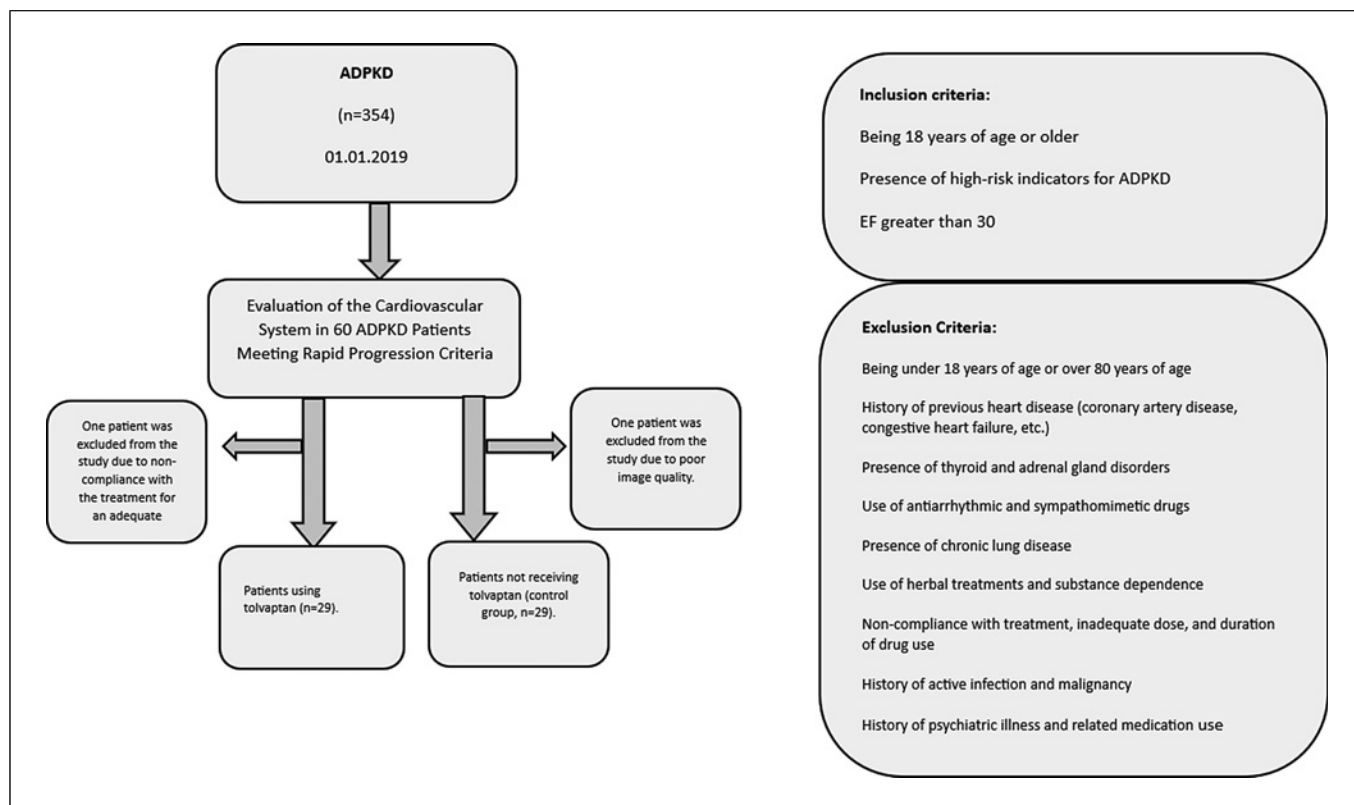 ADPKD
(n=354)
01.01.2019
Evaluation of the Cardiovascular
System in 60 ADPKD Patients
Meeting Rapid Progression Criteria
One patient was
excluded from the
study due to non-
compliance with
the treatment for
an adequate
One patient was
excluded from the
study due to poor
image quality.
Patients using
tolvaptan (n=29).
Patients not receiving
tolvaptan (control
group, n=29).
Inclusion criteria:
Being 18 years of age or older
Presence of high-risk indicators for ADPKD
EF greater than 30
Exclusion Criteria:
Being under 18 years of age or over 80 years of age
History of previous heart disease (coronary artery disease,
congestive heart failure, etc.)
Presence of thyroid and adrenal gland disorders
Use of antiarrhythmic and sympathomimetic drugs
Presence of chronic lung disease
Use of herbal treatments and substance dependence
Non-compliance with treatment, inadequate dose, and duration
of drug use
History of active infection and malignancy
History of psychiatric illness and related medication use